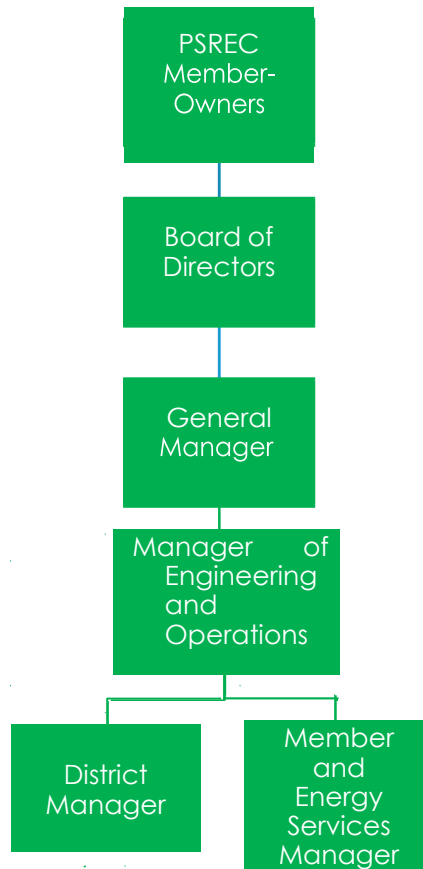 PSREC
Member-
Owners
Board of
Directors
General
Manager
Manager of
Engineering
and
Operations
District
Manager
Member
and
Energy
Services
Manager